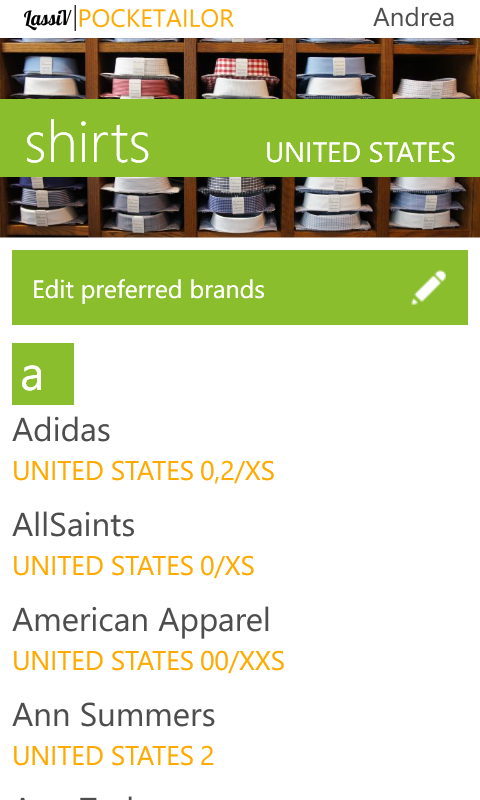 LassiV|POCKETAILOR Andrea
shirts UNITED STATES
Edit preferred brands
a
Adidas
UNITED STATES 0,2/XS
AllSaints
UNITED STATES 0/XS
American Apparel
UNITED STATES 00/XXS
Ann Summers
UNITED STATES 2